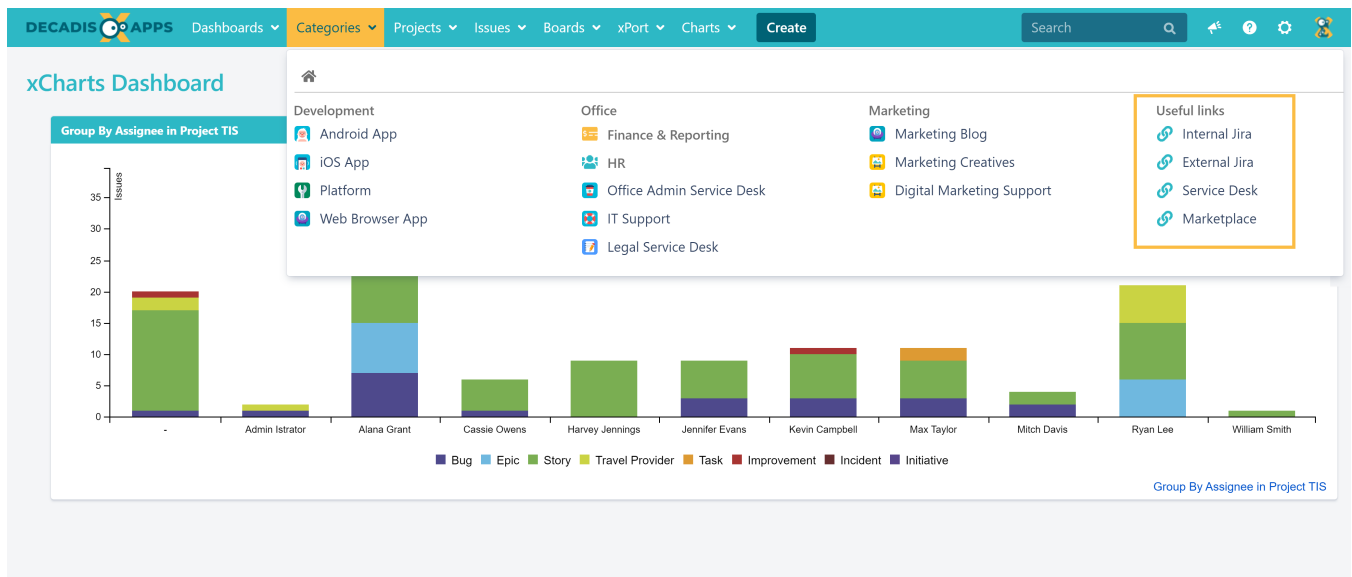 DECADIS APPS Dashboards Categories Projects Issues Boards xPort Charts Create Search
xCharts Dashboard
Development
Android App
iOS App
Platform
Web Browser App
Office
Finance & Reporting
HR
Office Admin Service Desk
IT Support
Legal Service Desk
Marketing
Marketing Blog
Marketing Creatives
Digital Marketing Support
Useful links
Internal Jira
External Jira
Service Desk
Marketplace
Group By Assignee in Project TIS
Issues
35
30
25
20
15
10
5
0
- Admin Istrator Alana Grant Cassie Owens Harvey Jennings Jennifer Evans Kevin Campbell Max Taylor Mitch Davis Ryan Lee William Smith
Bug Epic Story Travel Provider Task Improvement Incident Initiative
Group By Assignee in Project TIS